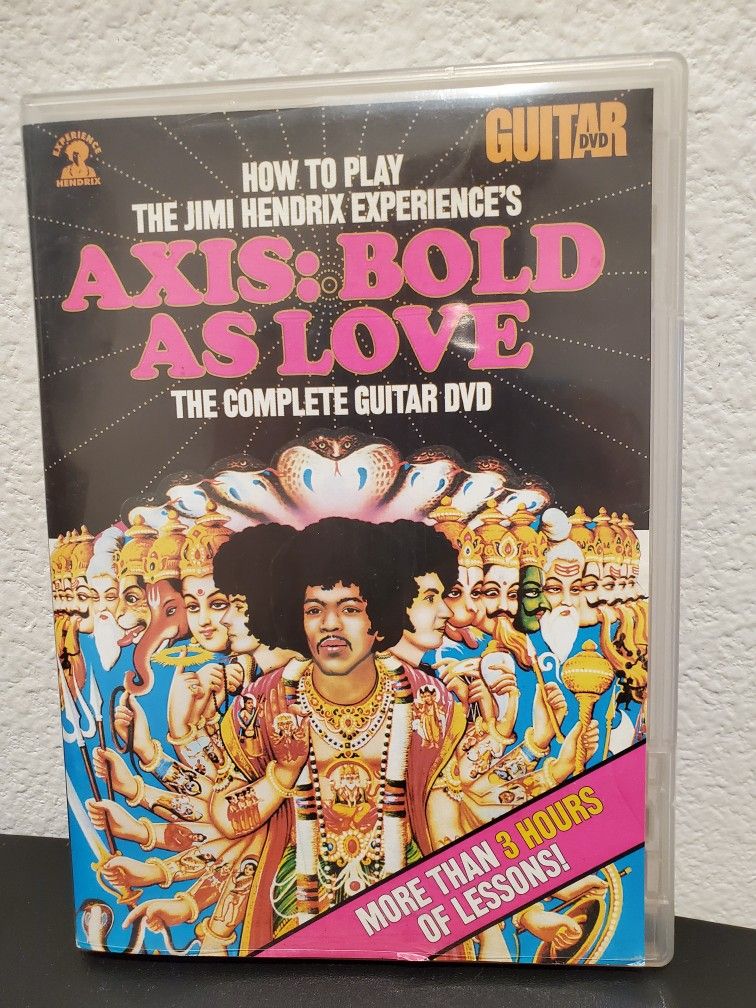 EXPERIENCE
HENDRIX
GUITAR
DVD
HOW TO PLAY
THE JIMI HENDRIX EXPERIENCE'S
AXIS: BOLD
AS LOVE
THE COMPLETE GUITAR DVD
MORE THAN 3 HOURS
OF LESSONS!